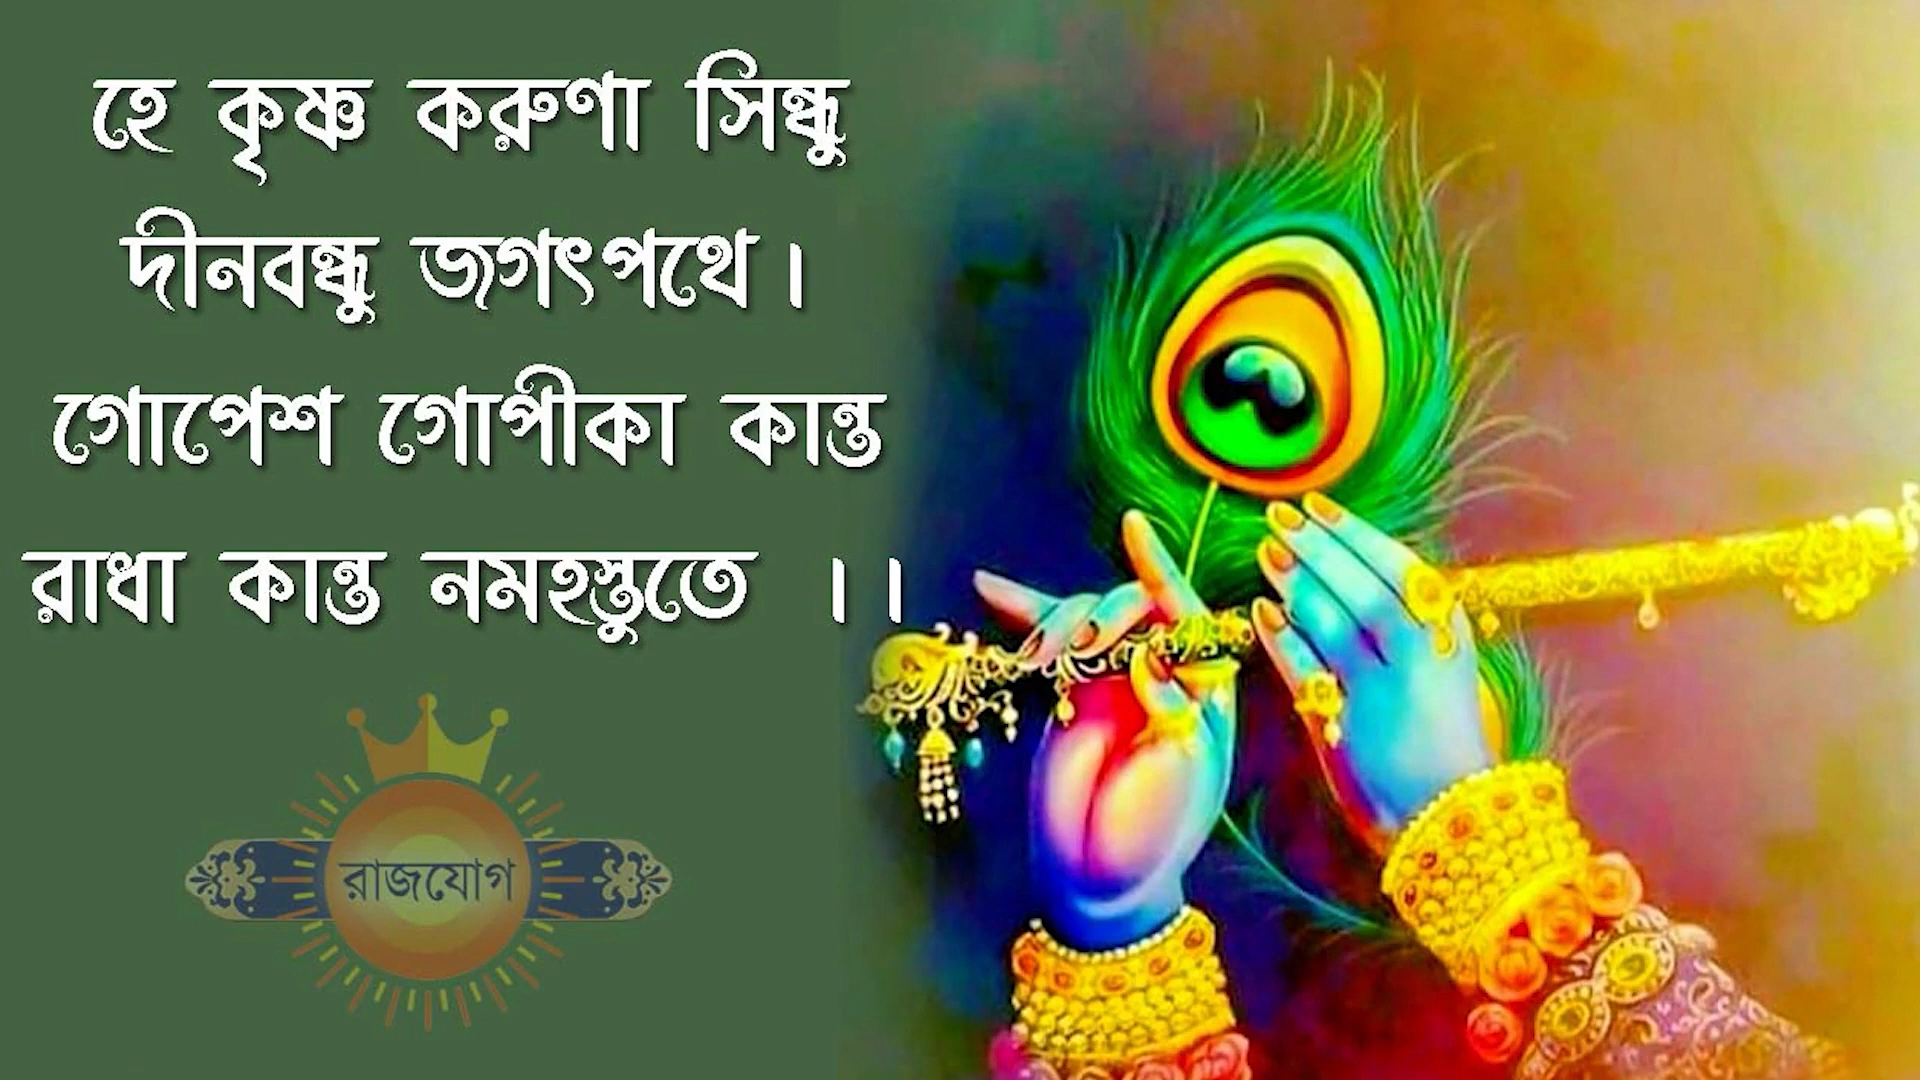 হে কৃষ্ণ করুণা সিন্ধু
দীনবন্ধু জগৎপথে।
গোপেশ গোপীকা কান্ত
রাধা কান্ত নমহস্তুতে ।।
রাজযোগ